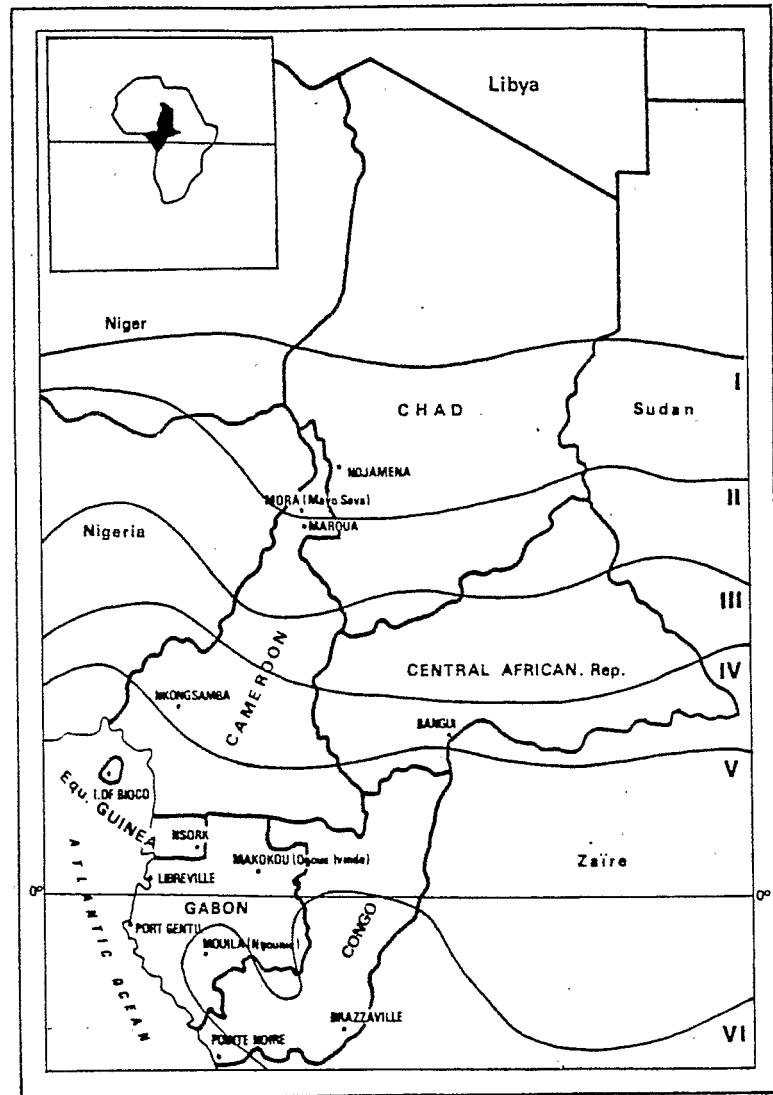 Libya
Niger
I
CHAD
Sudan
NDJAMENA
II
MORA (Mayo Sava)
MAROUA
Nigeria
III
CAMEROON
CENTRAL AFRICAN. Rep.
IV
NKONGSAMBA
BANGUI
V
I. OF BIOCO
Equ. GUINEA
NSORK
MAKOKOU (Ogoue Ivindo)
Zaïre
LIBREVILLE
0°
0°
GABON
PORT GENTIL
CONGO
MOUILA
ATLANTIC OCEAN
BRAZZAVILLE
POINTE NOIRE
VI